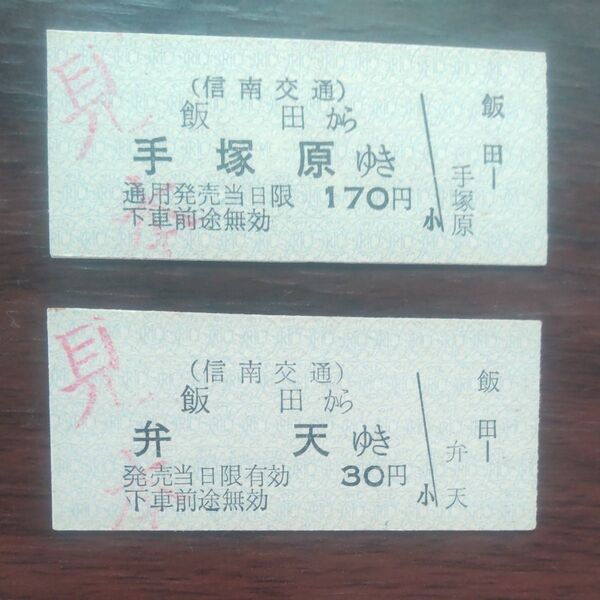 見
(信南交通)
飯田から
手塚原ゆき
通用発売当日限 170円
下車前途無効
小
飯田ー
手塚原
見
(信南交通)
飯田から
弁天ゆき
発売当日限有効 30円
下車前途無効
小
飯田ー
弁天